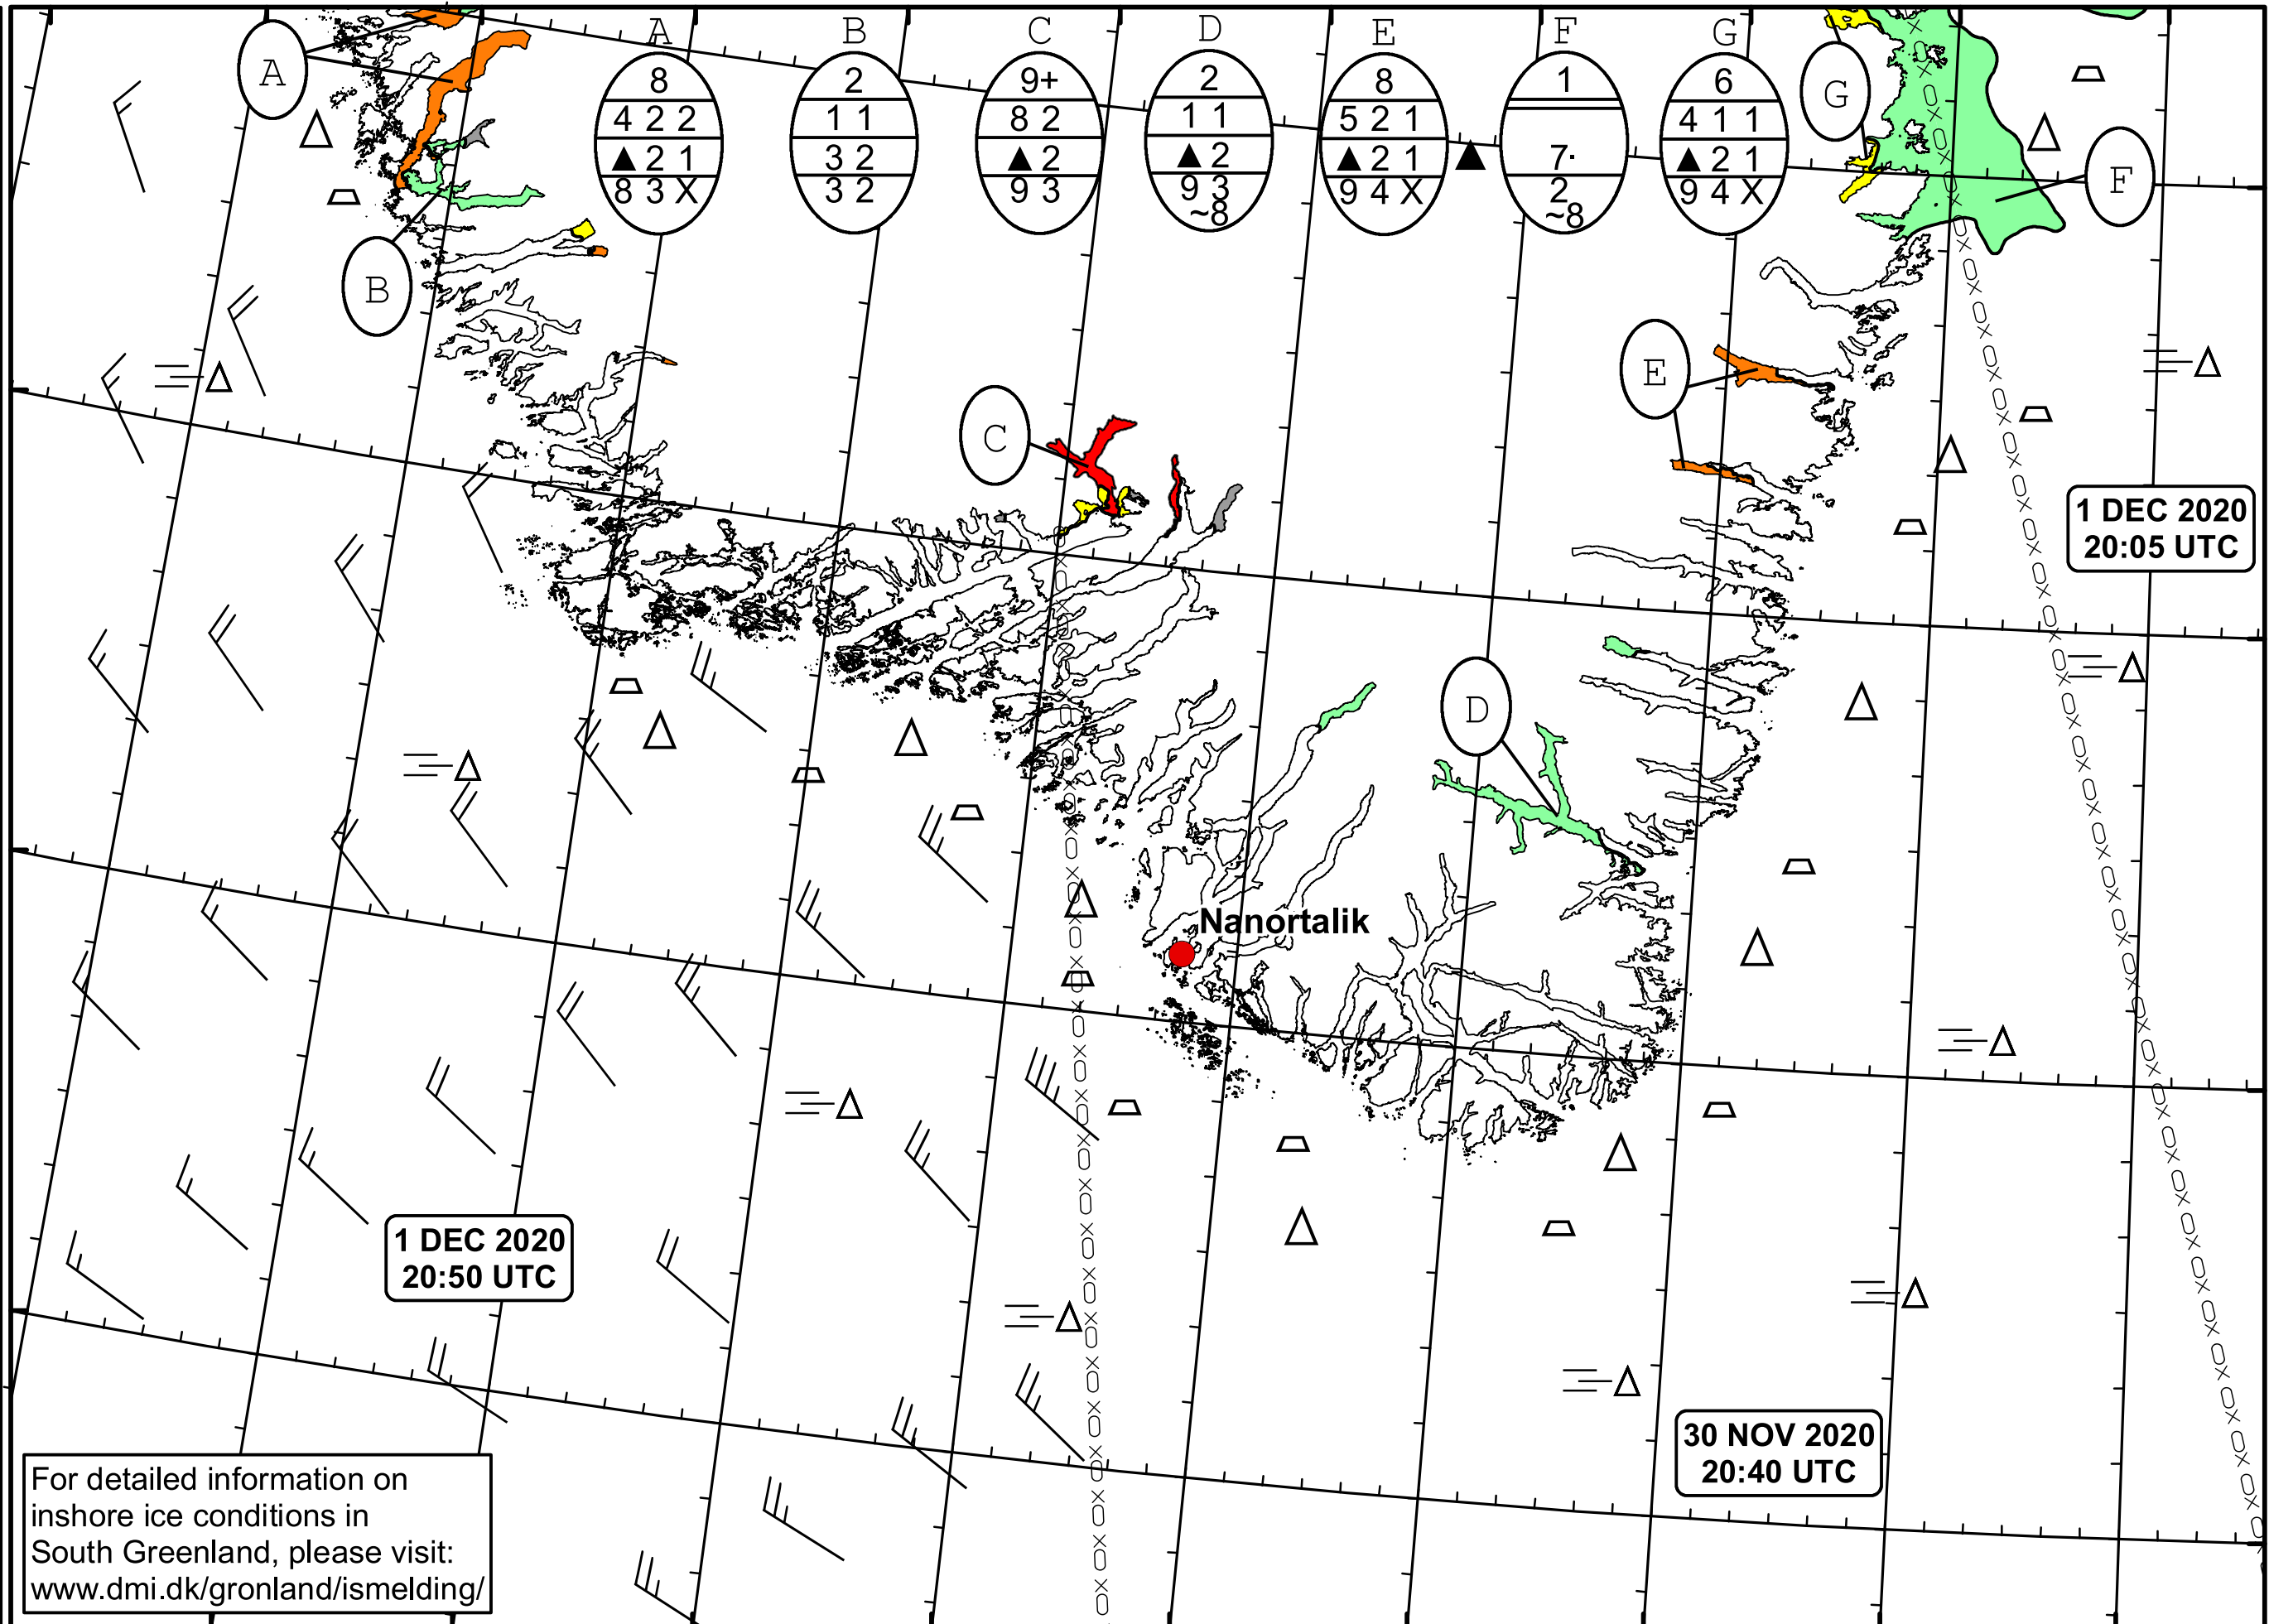 A B C D E F G
8
4 2 2
▲ 2 1
8 3 X
2
1 1
3 2
3 2
9+
8 2
▲ 2
9 3
2
1 1
▲ 2
9 3
~8
8
5 2 1
▲ 2 1
9 4 X
▲
1
7.
2
~8
6
4 1 1
▲ 2 1
9 4 X
A
G
F
B
E
C
1 DEC 2020
20:05 UTC
D
Nanortalik
1 DEC 2020
20:50 UTC
30 NOV 2020
20:40 UTC
For detailed information on
inshore ice conditions in
South Greenland, please visit:
www.dmi.dk/gronland/ismelding/